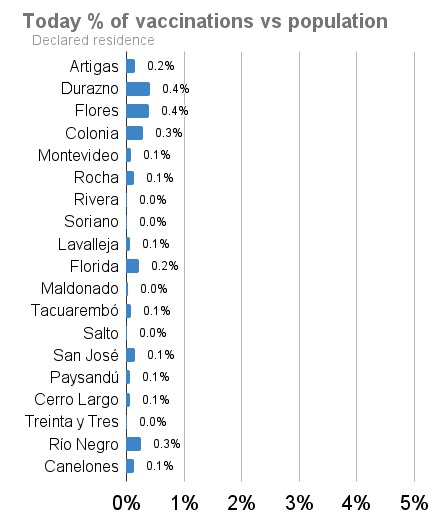 Today % of vaccinations vs population
Declared residence
Artigas 0.2%
Durazno 0.4%
Flores 0.4%
Colonia 0.3%
Montevideo 0.1%
Rocha 0.1%
Rivera 0.0%
Soriano 0.0%
Lavalleja 0.1%
Florida 0.2%
Maldonado 0.0%
Tacuarembó 0.1%
Salto 0.0%
San José 0.1%
Paysandú 0.1%
Cerro Largo 0.1%
Treinta y Tres 0.0%
Río Negro 0.3%
Canelones 0.1%
0% 1% 2% 3% 4% 5%